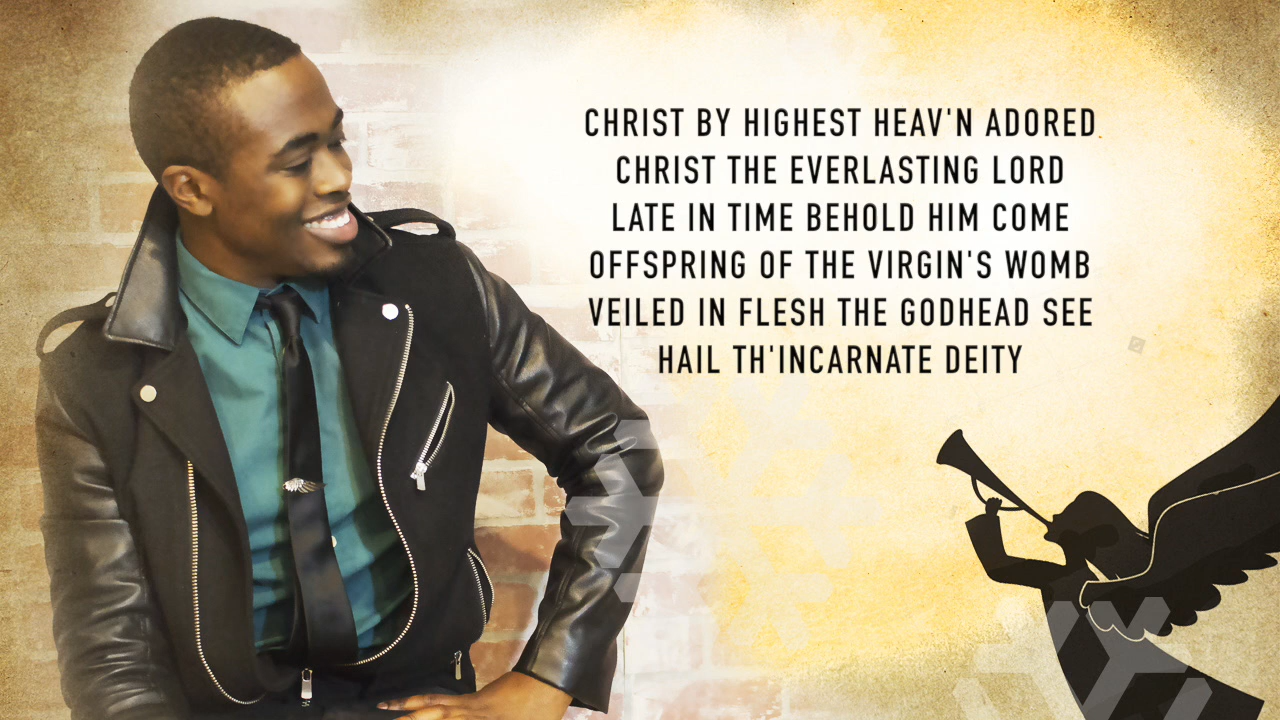 CHRIST BY HIGHEST HEAV'N ADORED
CHRIST THE EVERLASTING LORD
LATE IN TIME BEHOLD HIM COME
OFFSPRING OF THE VIRGIN'S WOMB
VEILED IN FLESH THE GODHEAD SEE
HAIL TH'INCARNATE DEITY